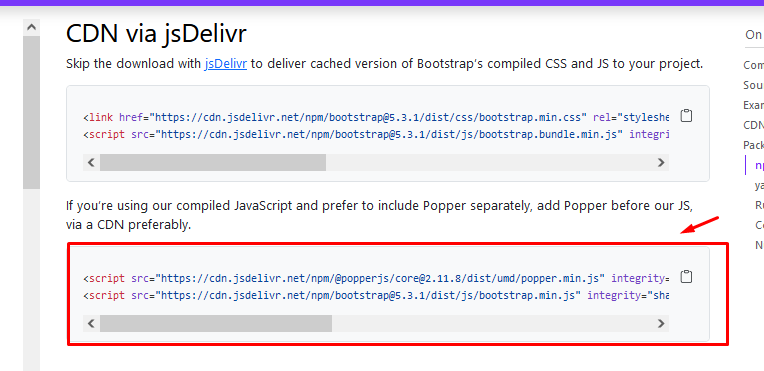 CDN via jsDelivr
On
Skip the download with jsDelivr to deliver cached version of Bootstrap's compiled CSS and JS to your project.
Com
Sou
Exar
CDN
Pack
np
ya
Ru
Co
N
<link href="https://cdn.jsdelivr.net/npm/bootstrap@5.3.1/dist/css/bootstrap.min.css" rel="styleshe
<script src="https://cdn.jsdelivr.net/npm/bootstrap@5.3.1/dist/js/bootstrap.bundle.min.js" integri
If you're using our compiled JavaScript and prefer to include Popper separately, add Popper before our JS,
via a CDN preferably.
<script src="https://cdn.jsdelivr.net/npm/@popperjs/core@2.11.8/dist/umd/popper.min.js" integrity=
<script src="https://cdn.jsdelivr.net/npm/bootstrap@5.3.1/dist/js/bootstrap.min.js" integrity="sha